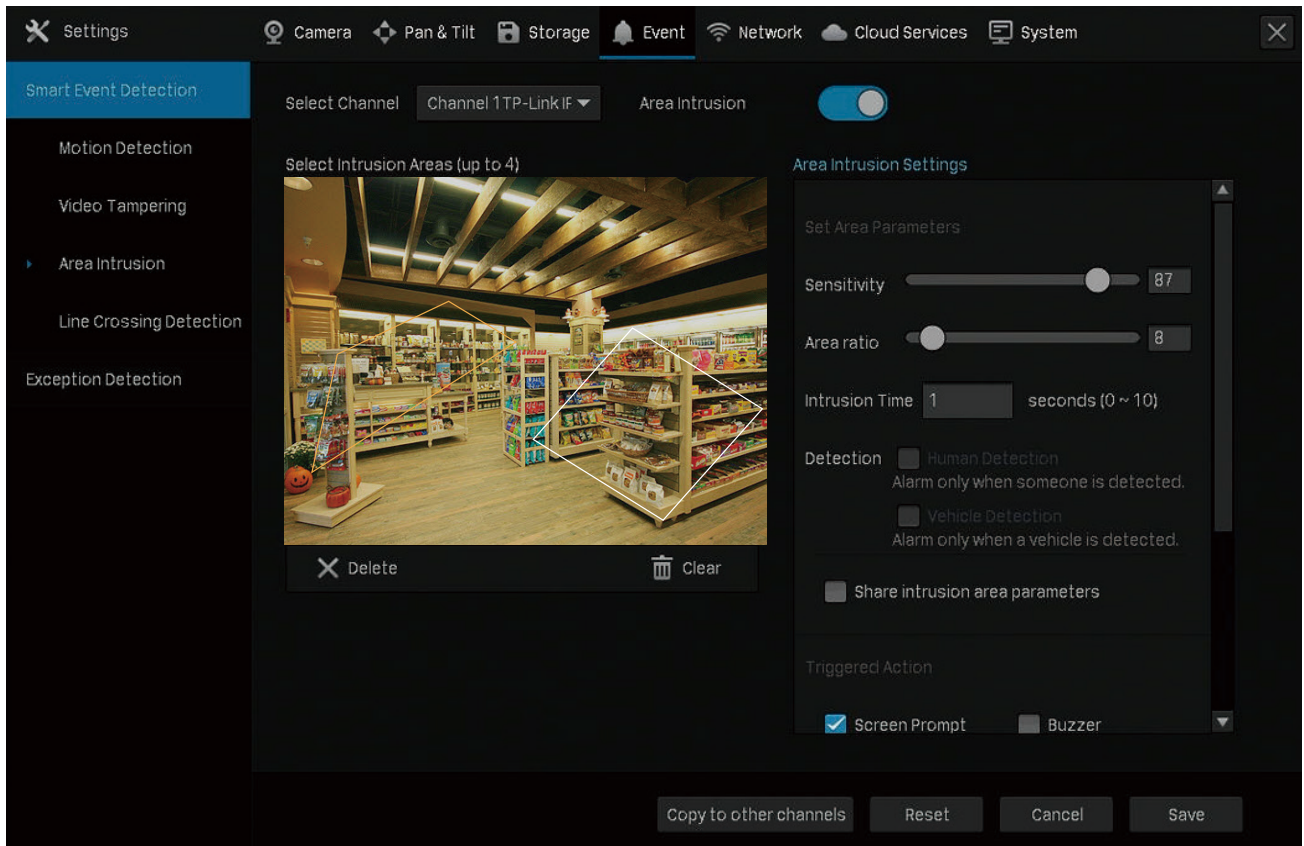 Settings
Camera Pan & Tilt Storage Event Network Cloud Services System
Smart Event Detection
Motion Detection
Video Tampering
Area Intrusion
Line Crossing Detection
Exception Detection
Select Channel Channel 1 TP-Link IF Area Intrusion
Select Intrusion Areas (up to 4)
Delete Clear
Area Intrusion Settings
Set Area Parameters
Sensitivity 87
Area ratio 8
Intrusion Time 1 seconds (0 ~ 10)
Detection Human Detection
Alarm only when someone is detected.
Vehicle Detection
Alarm only when a vehicle is detected.
Share intrusion area parameters
Triggered Action
Screen Prompt Buzzer
Copy to other channels Reset Cancel Save